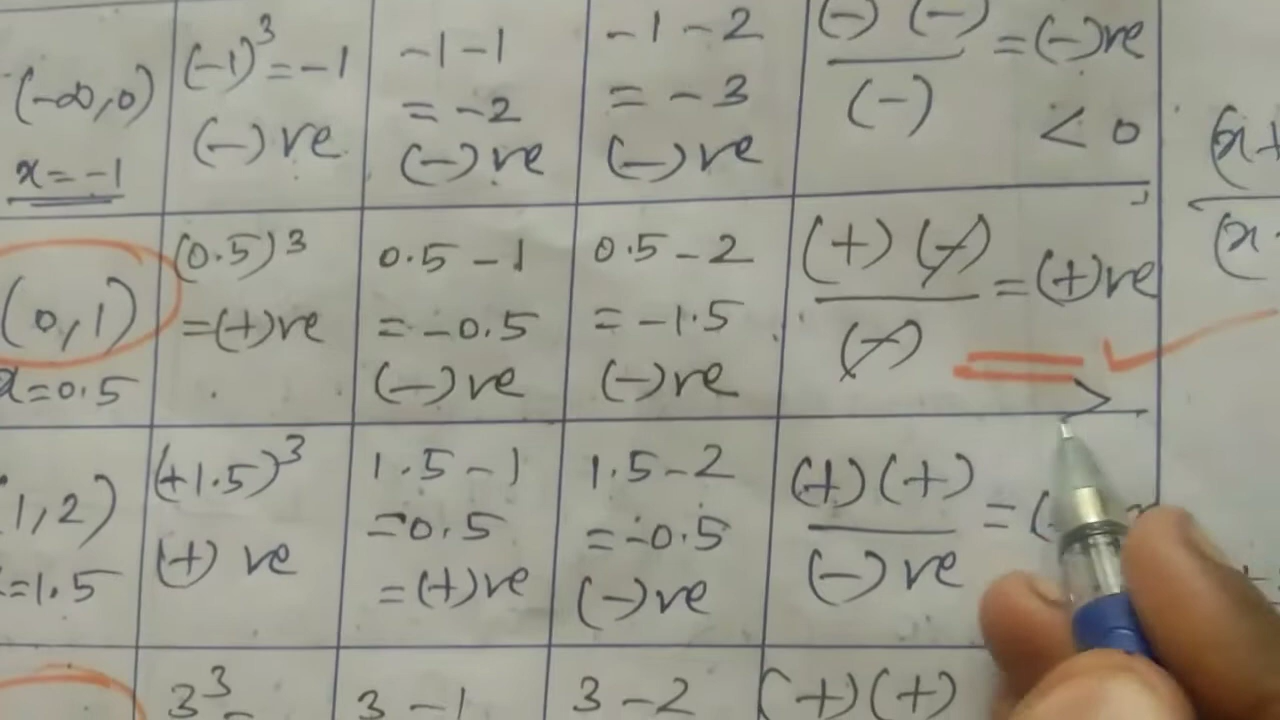 (-∞,0)
x=-1
(-1)³=-1
(-)ve
-1-1
=-2
(-)ve
-1-2
=-3
(-)ve
(-)(-)
(-)
=(-)ve
<0
(0,1)
x=0.5
(0.5)³
=(+)ve
0.5-1
=-0.5
(-)ve
0.5-2
=-1.5
(-)ve
(+)(-)
(-)
=(+)ve
>
1,2)
=1.5
(+1.5)³
(+)ve
1.5-1
=0.5
=(+)ve
1.5-2
=-0.5
(-)ve
(+)(+)
(-)ve
=(
3³
3-1
3-2
(+)(+)
(x+
(x-